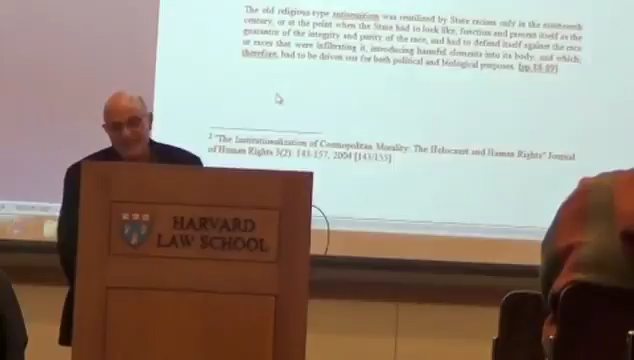 The old religious-type antisemitism was reutilized by State racism only in the nineteenth
century, or at the point when the State had to look like, function and present itself as the
guarantor of the integrity and purity of the race, and had to defend itself against the race
or races that were infiltrating it, introducing harmful elements into its body, and which,
therefore, had to be driven out for both political and biological purposes. [pp.88-89]
2 "The Institutionalization of Cosmopolitan Morality: The Holocaust and Human Rights" Journal
of Human Rights 3(2): 143-157, 2004 [143/155]
HARVARD
LAW SCHOOL